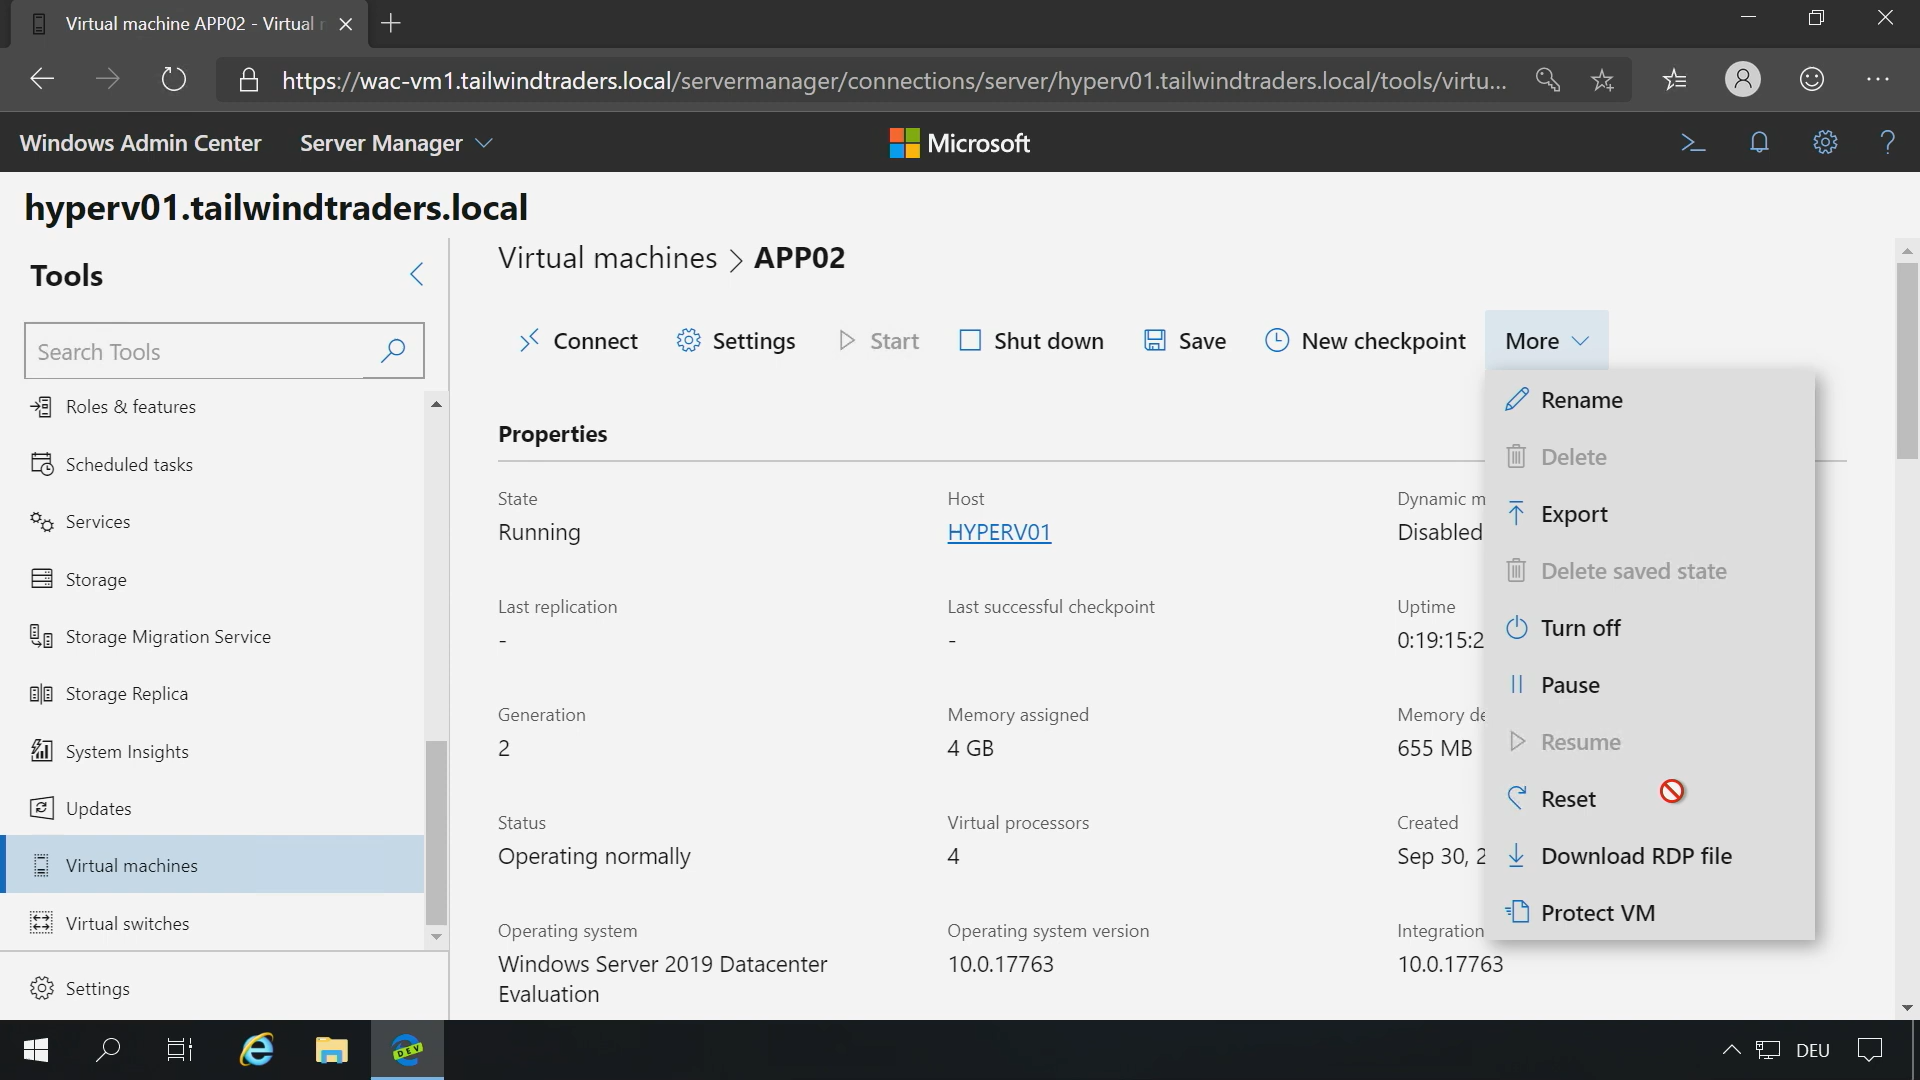 Virtual machine APP02 - Virtual
https://wac-vm1.tailwindtraders.local/servermanager/connections/server/hyperv01.tailwindtraders.local/tools/virtu...
Windows Admin Center
Server Manager
Microsoft
hyperv01.tailwindtraders.local
Tools
Search Tools
Roles & features
Scheduled tasks
Services
Storage
Storage Migration Service
Storage Replica
System Insights
Updates
Virtual machines
Virtual switches
Settings
Virtual machines > APP02
Connect
Settings
Start
Shut down
Save
New checkpoint
More
Rename
Delete
Export
Delete saved state
Turn off
Pause
Resume
Reset
Download RDP file
Protect VM
Properties
State
Running
Host
HYPERV01
Dynamic m
Disabled
Last replication
-
Last successful checkpoint
-
Uptime
0:19:15:2
Generation
2
Memory assigned
4 GB
Memory de
655 MB
Status
Operating normally
Virtual processors
4
Created
Sep 30, 2
Operating system
Windows Server 2019 Datacenter
Evaluation
Operating system version
10.0.17763
Integration
10.0.17763
DEV
DEU